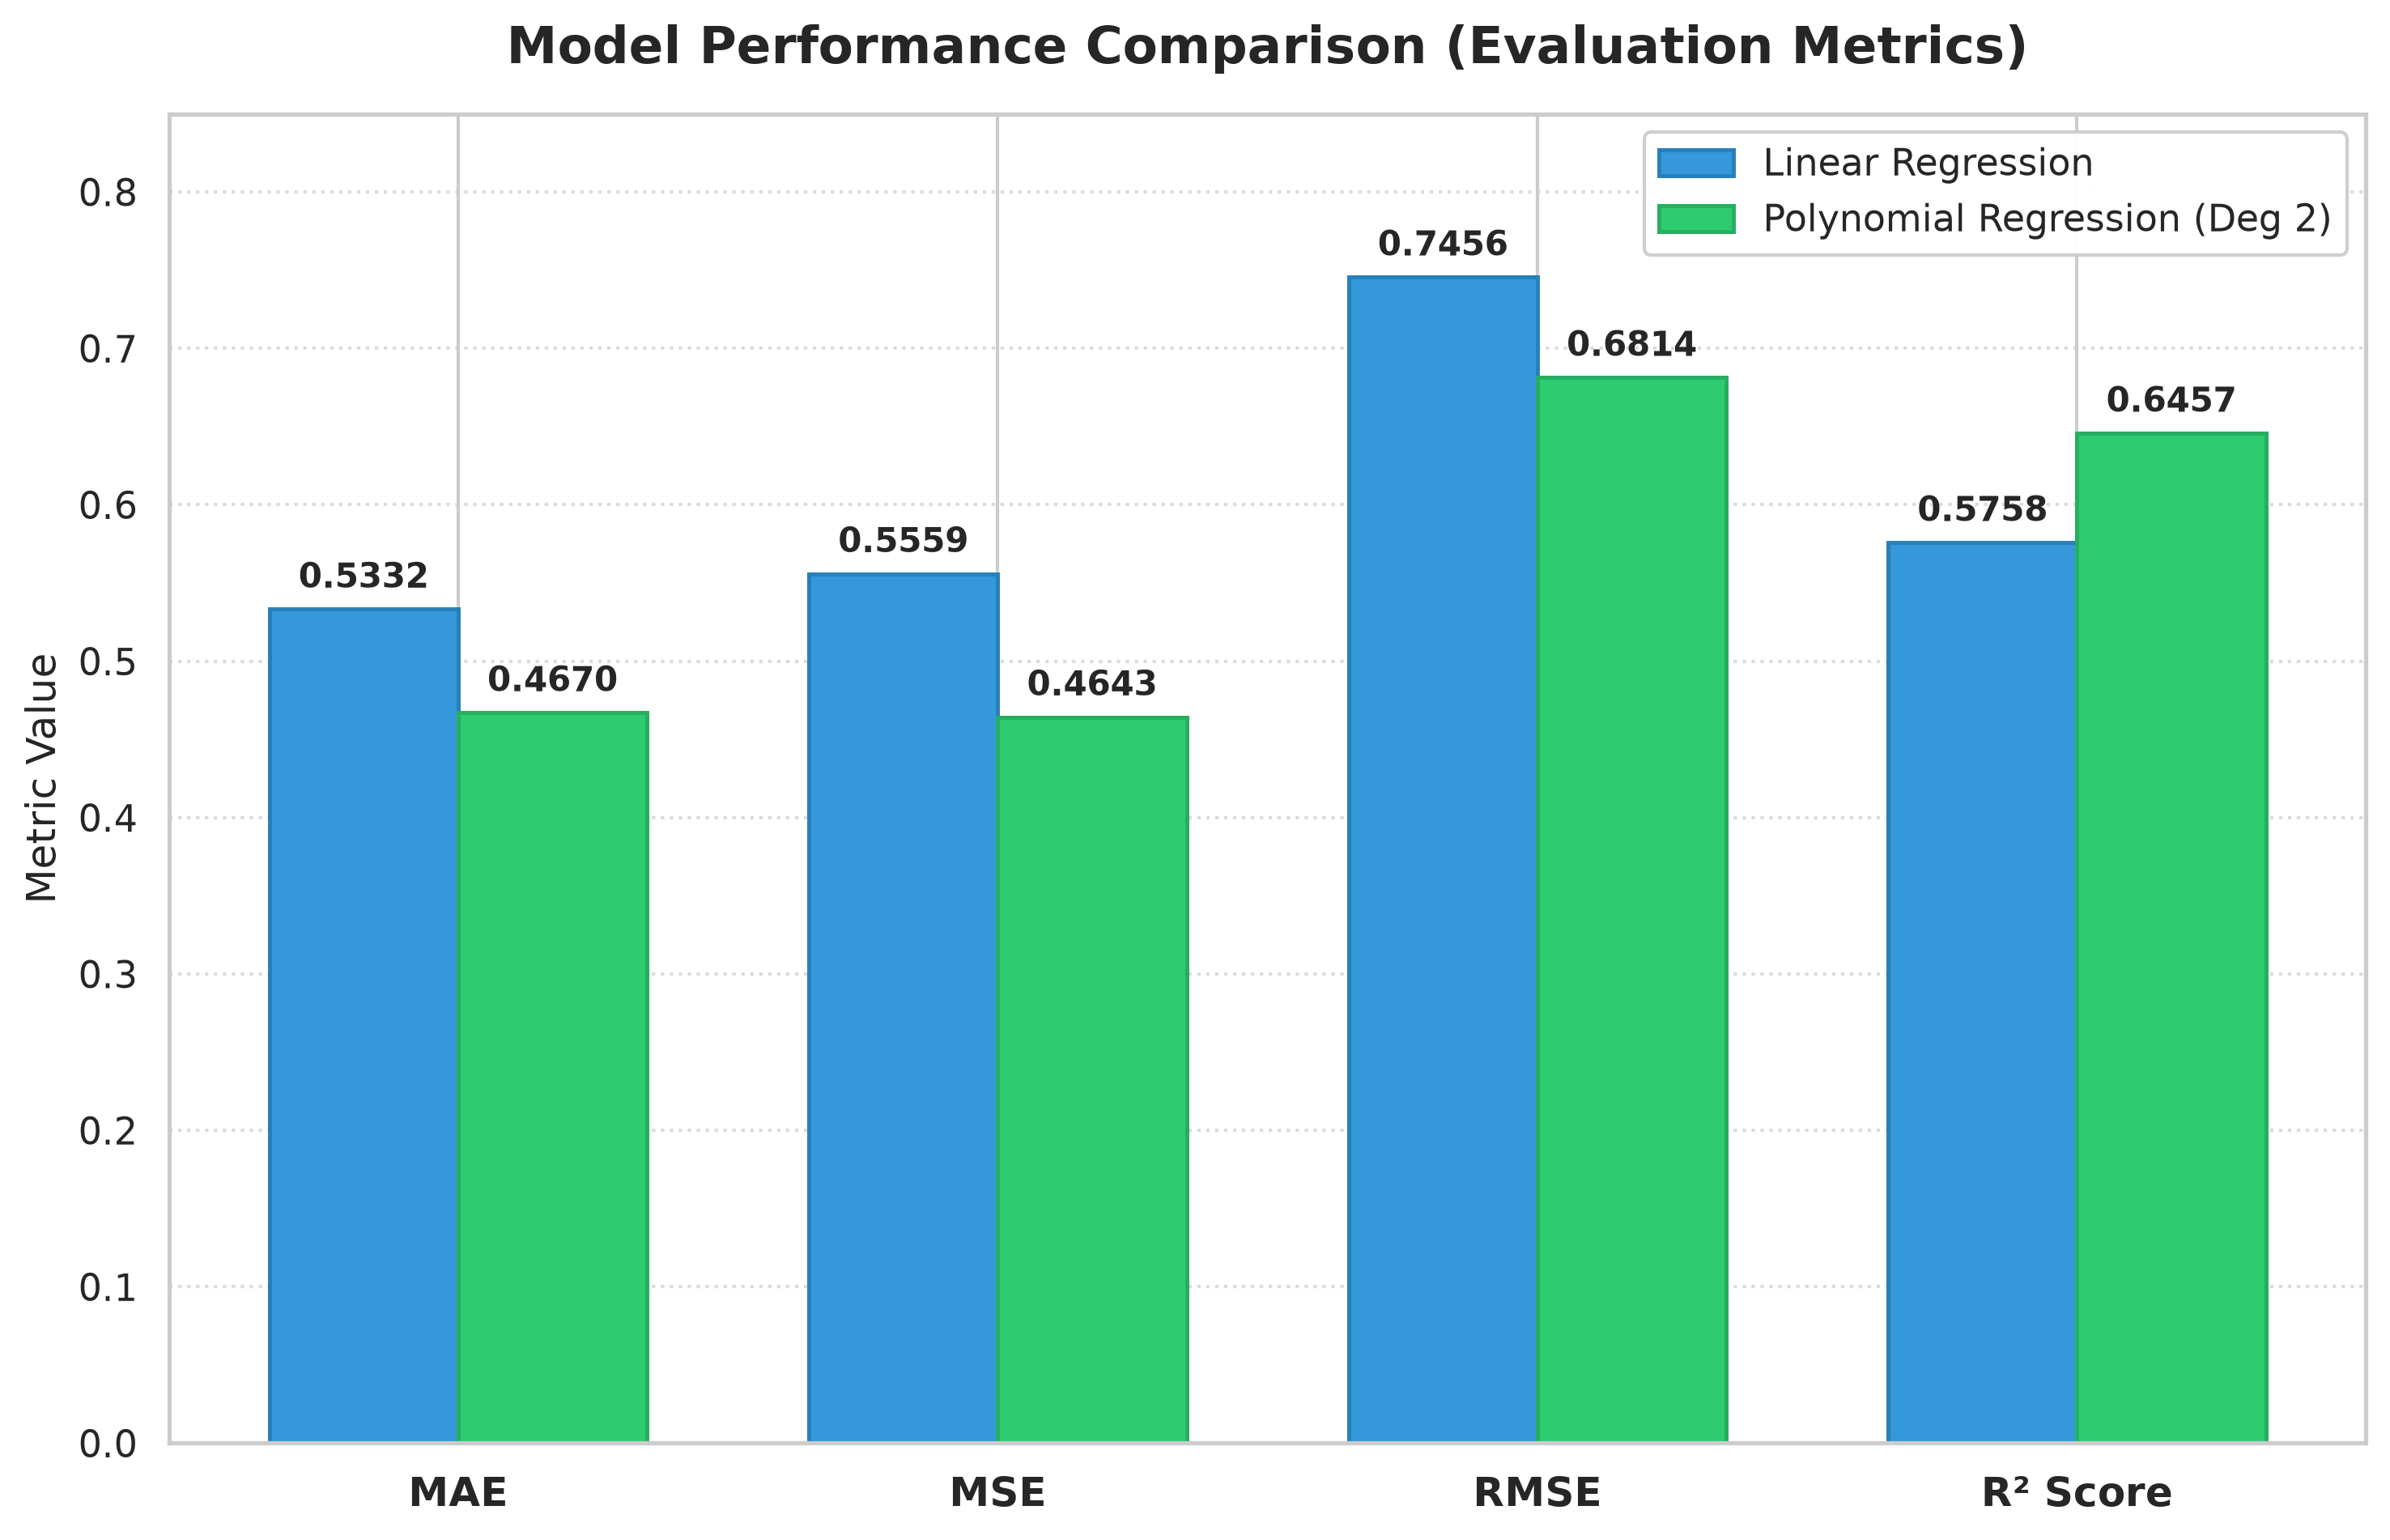 Model Performance Comparison (Evaluation Metrics)
Linear Regression
Polynomial Regression (Deg 2)
Metric Value
0.8
0.7
0.6
0.5
0.4
0.3
0.2
0.1
0.0
0.5332
0.4670
0.5559
0.4643
0.7456
0.6814
0.5758
0.6457
MAE
MSE
RMSE
R² Score